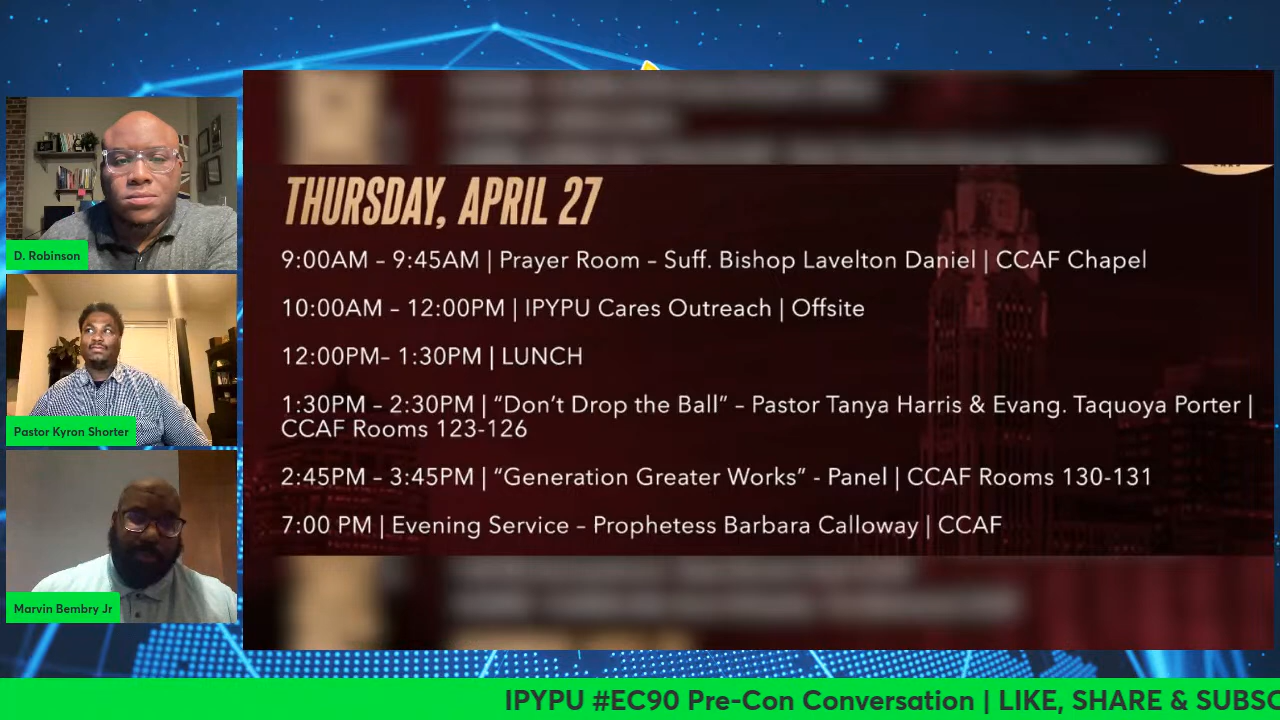 D. Robinson
Pastor Kyron Shorter
Marvin Bembry Jr
THURSDAY, APRIL 27
9:00AM – 9:45AM | Prayer Room – Suff. Bishop Lavelton Daniel | CCAF Chapel
10:00AM – 12:00PM | IPYPU Cares Outreach | Offsite
12:00PM– 1:30PM | LUNCH
1:30PM – 2:30PM | “Don’t Drop the Ball” – Pastor Tanya Harris & Evang. Taquoya Porter |
CCAF Rooms 123-126
2:45PM – 3:45PM | “Generation Greater Works” - Panel | CCAF Rooms 130-131
7:00 PM | Evening Service – Prophetess Barbara Calloway | CCAF
IPYPU #EC90 Pre-Con Conversation | LIKE, SHARE & SUBSC